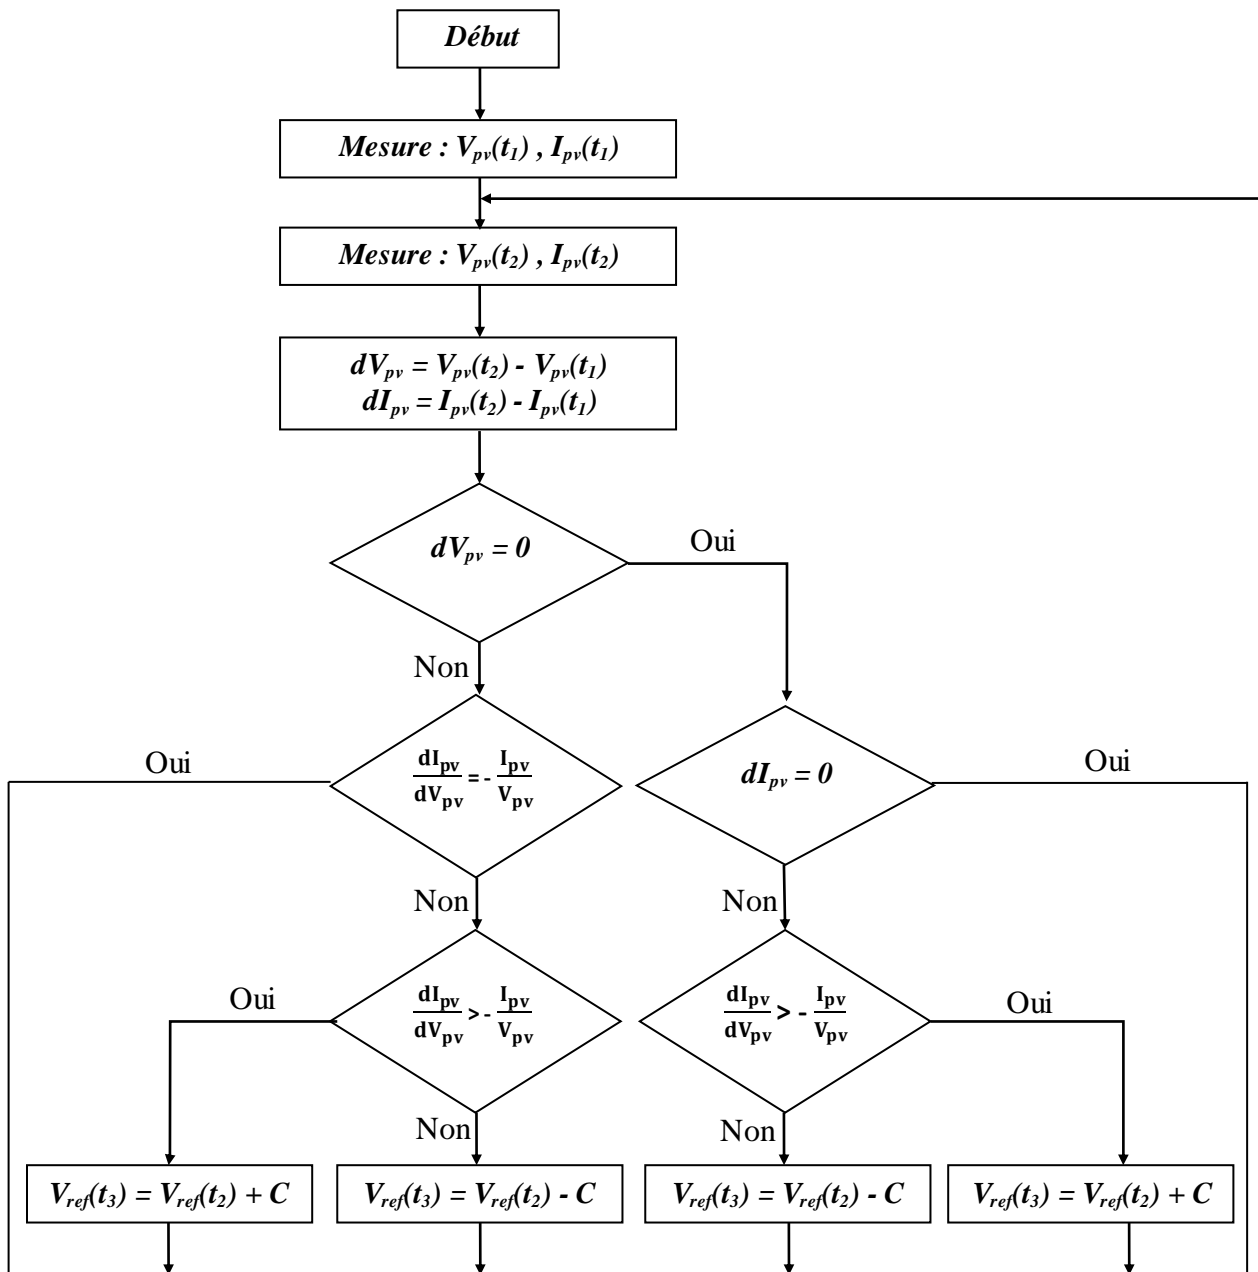 Début
Mesure : Vpv(t1) , Ipv(t1)
Mesure : Vpv(t2) , Ipv(t2)
dVpv = Vpv(t2) - Vpv(t1)
dIpv = Ipv(t2) - Ipv(t1)
dVpv = 0
Oui
Non
Oui
dIpv/dVpv = - Ipv/Vpv
dIpv = 0
Oui
Non
Non
Oui
dIpv/dVpv > - Ipv/Vpv
dIpv/dVpv > - Ipv/Vpv
Oui
Non
Non
Vref(t3) = Vref(t2) + C
Vref(t3) = Vref(t2) - C
Vref(t3) = Vref(t2) - C
Vref(t3) = Vref(t2) + C